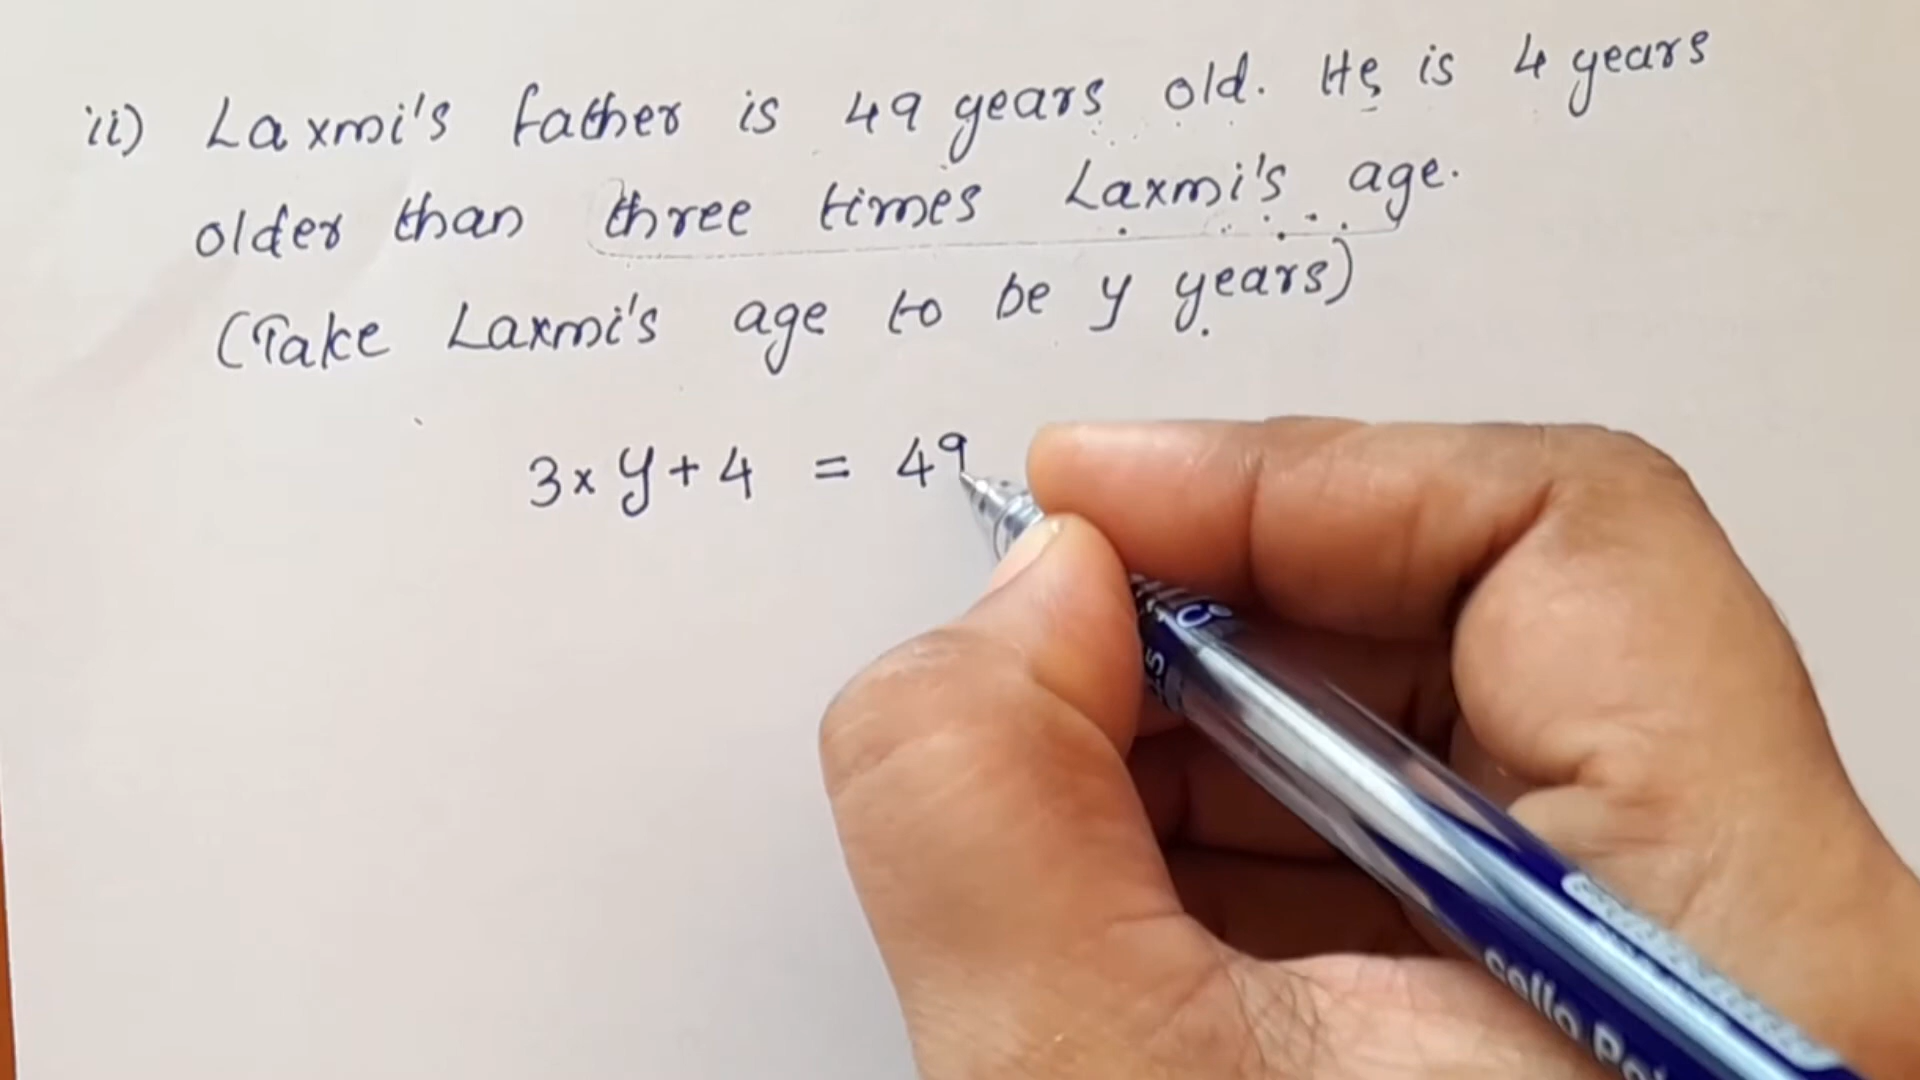 ii) Laxmi's father is 49 years old. He is 4 years
older than three times Laxmi's age.
(Take Laxmi's age to be y years)
3 × y + 4 = 49
cello